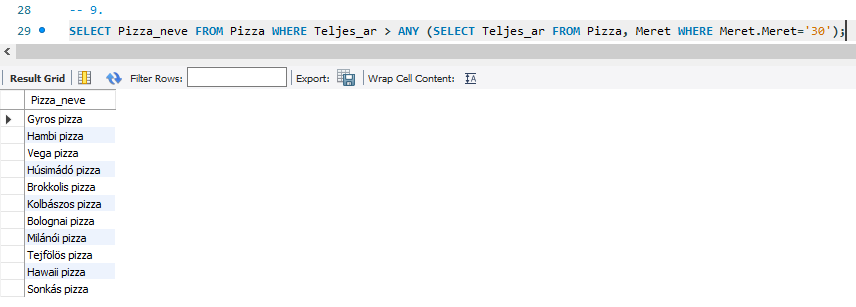 28 -- 9.
29 SELECT Pizza_neve FROM Pizza WHERE Teljes_ar > ANY (SELECT Teljes_ar FROM Pizza, Meret WHERE Meret.Meret='30');
Result Grid Filter Rows: Export: Wrap Cell Content: IA
Pizza_neve
Gyros pizza
Hambi pizza
Vega pizza
Húsimádó pizza
Brokkolis pizza
Kolbászos pizza
Bolognai pizza
Milánói pizza
Tejfölös pizza
Hawaii pizza
Sonkás pizza